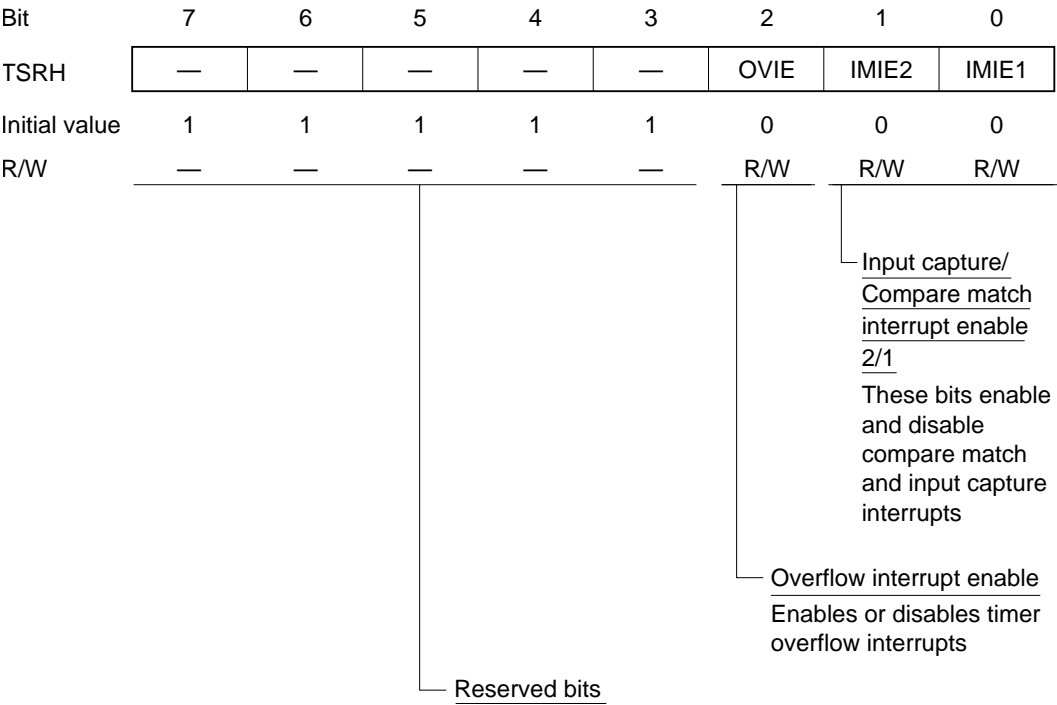 Bit 7 6 5 4 3 2 1 0
TSRH — — — — — OVIE IMIE2 IMIE1
Initial value 1 1 1 1 1 0 0 0
R/W — — — — — R/W R/W R/W
Input capture/
Compare match
interrupt enable
2/1
These bits enable
and disable
compare match
and input capture
interrupts
Overflow interrupt enable
Enables or disables timer
overflow interrupts
Reserved bits